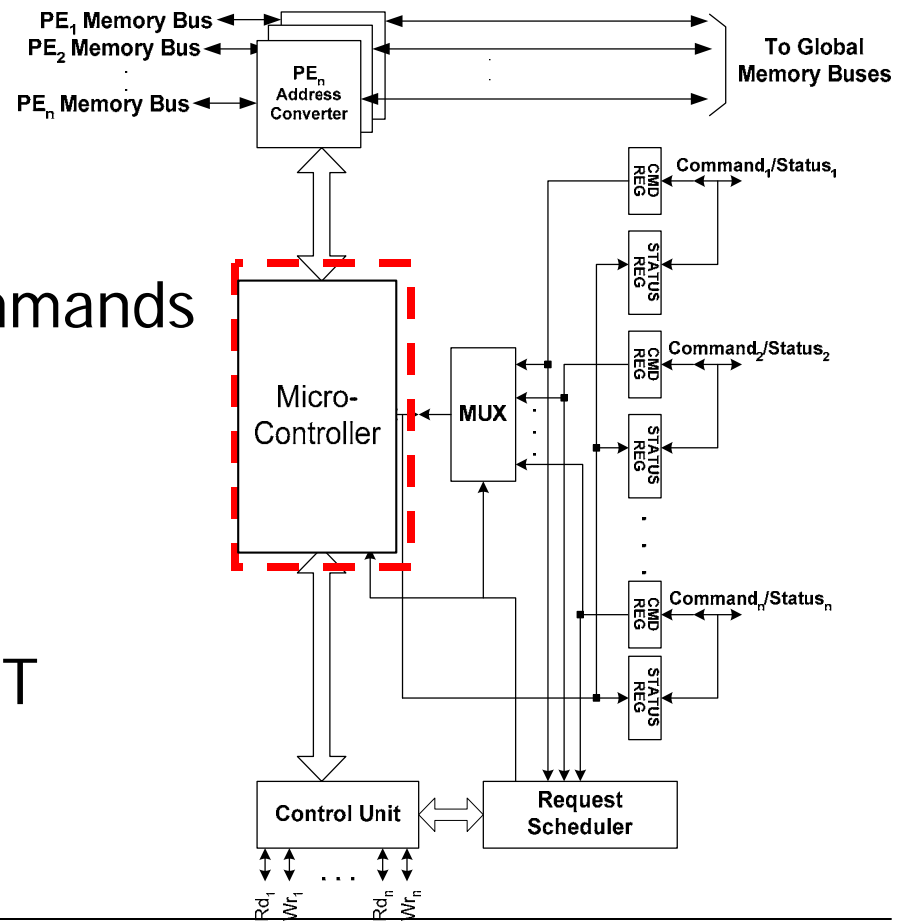 PE1 Memory Bus
PE2 Memory Bus
.
.
PEn Memory Bus
PEn
Address
Converter
To Global
Memory Buses
CMD
REG
Command1/Status1
STATUS
REG
mmands
Micro-
Controller
MUX
CMD
REG
Command2/Status2
STATUS
REG
. . .
CMD
REG
Commandn/Statusn
STATUS
REG
T
Control Unit
Request
Scheduler
Rd1 Wr1 . . . Rdn Wrn